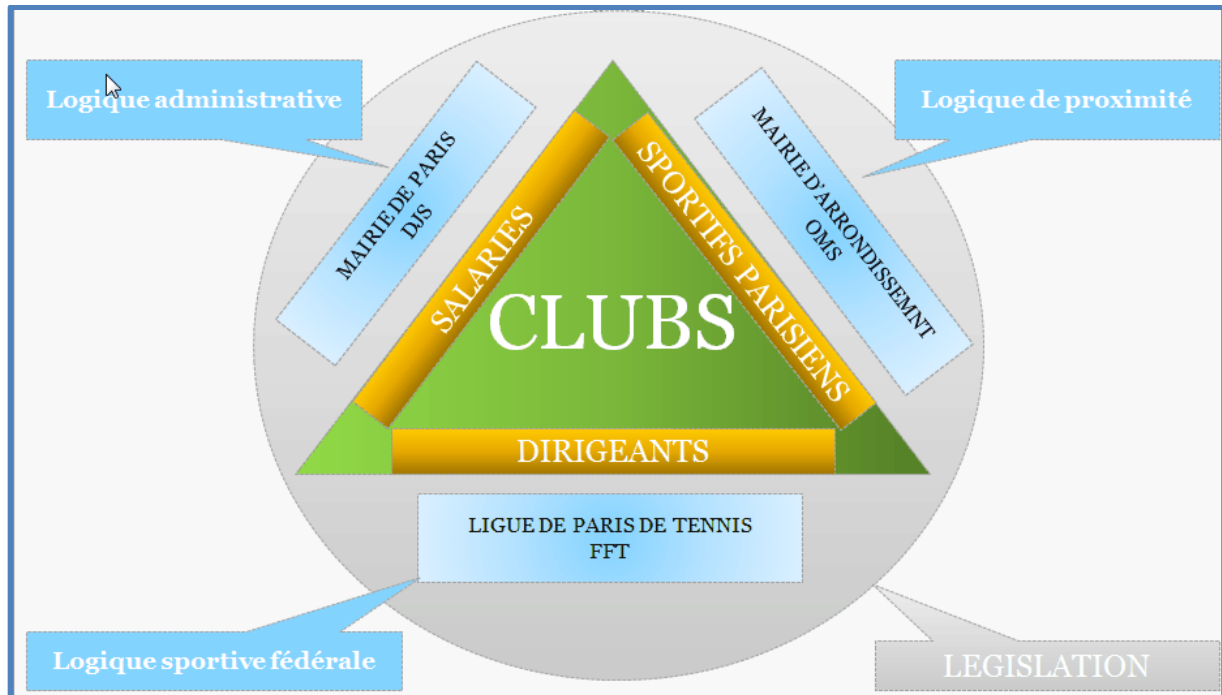 Logique administrative
Logique de proximité
MAIRIE DE PARIS
DJS
SALARIES
SPORTIFS PARISIENS
MAIRIE D'ARRONDISSEMNT
OMS
CLUBS
DIRIGEANTS
LIGUE DE PARIS DE TENNIS
FFT
Logique sportive fédérale
LEGISLATION